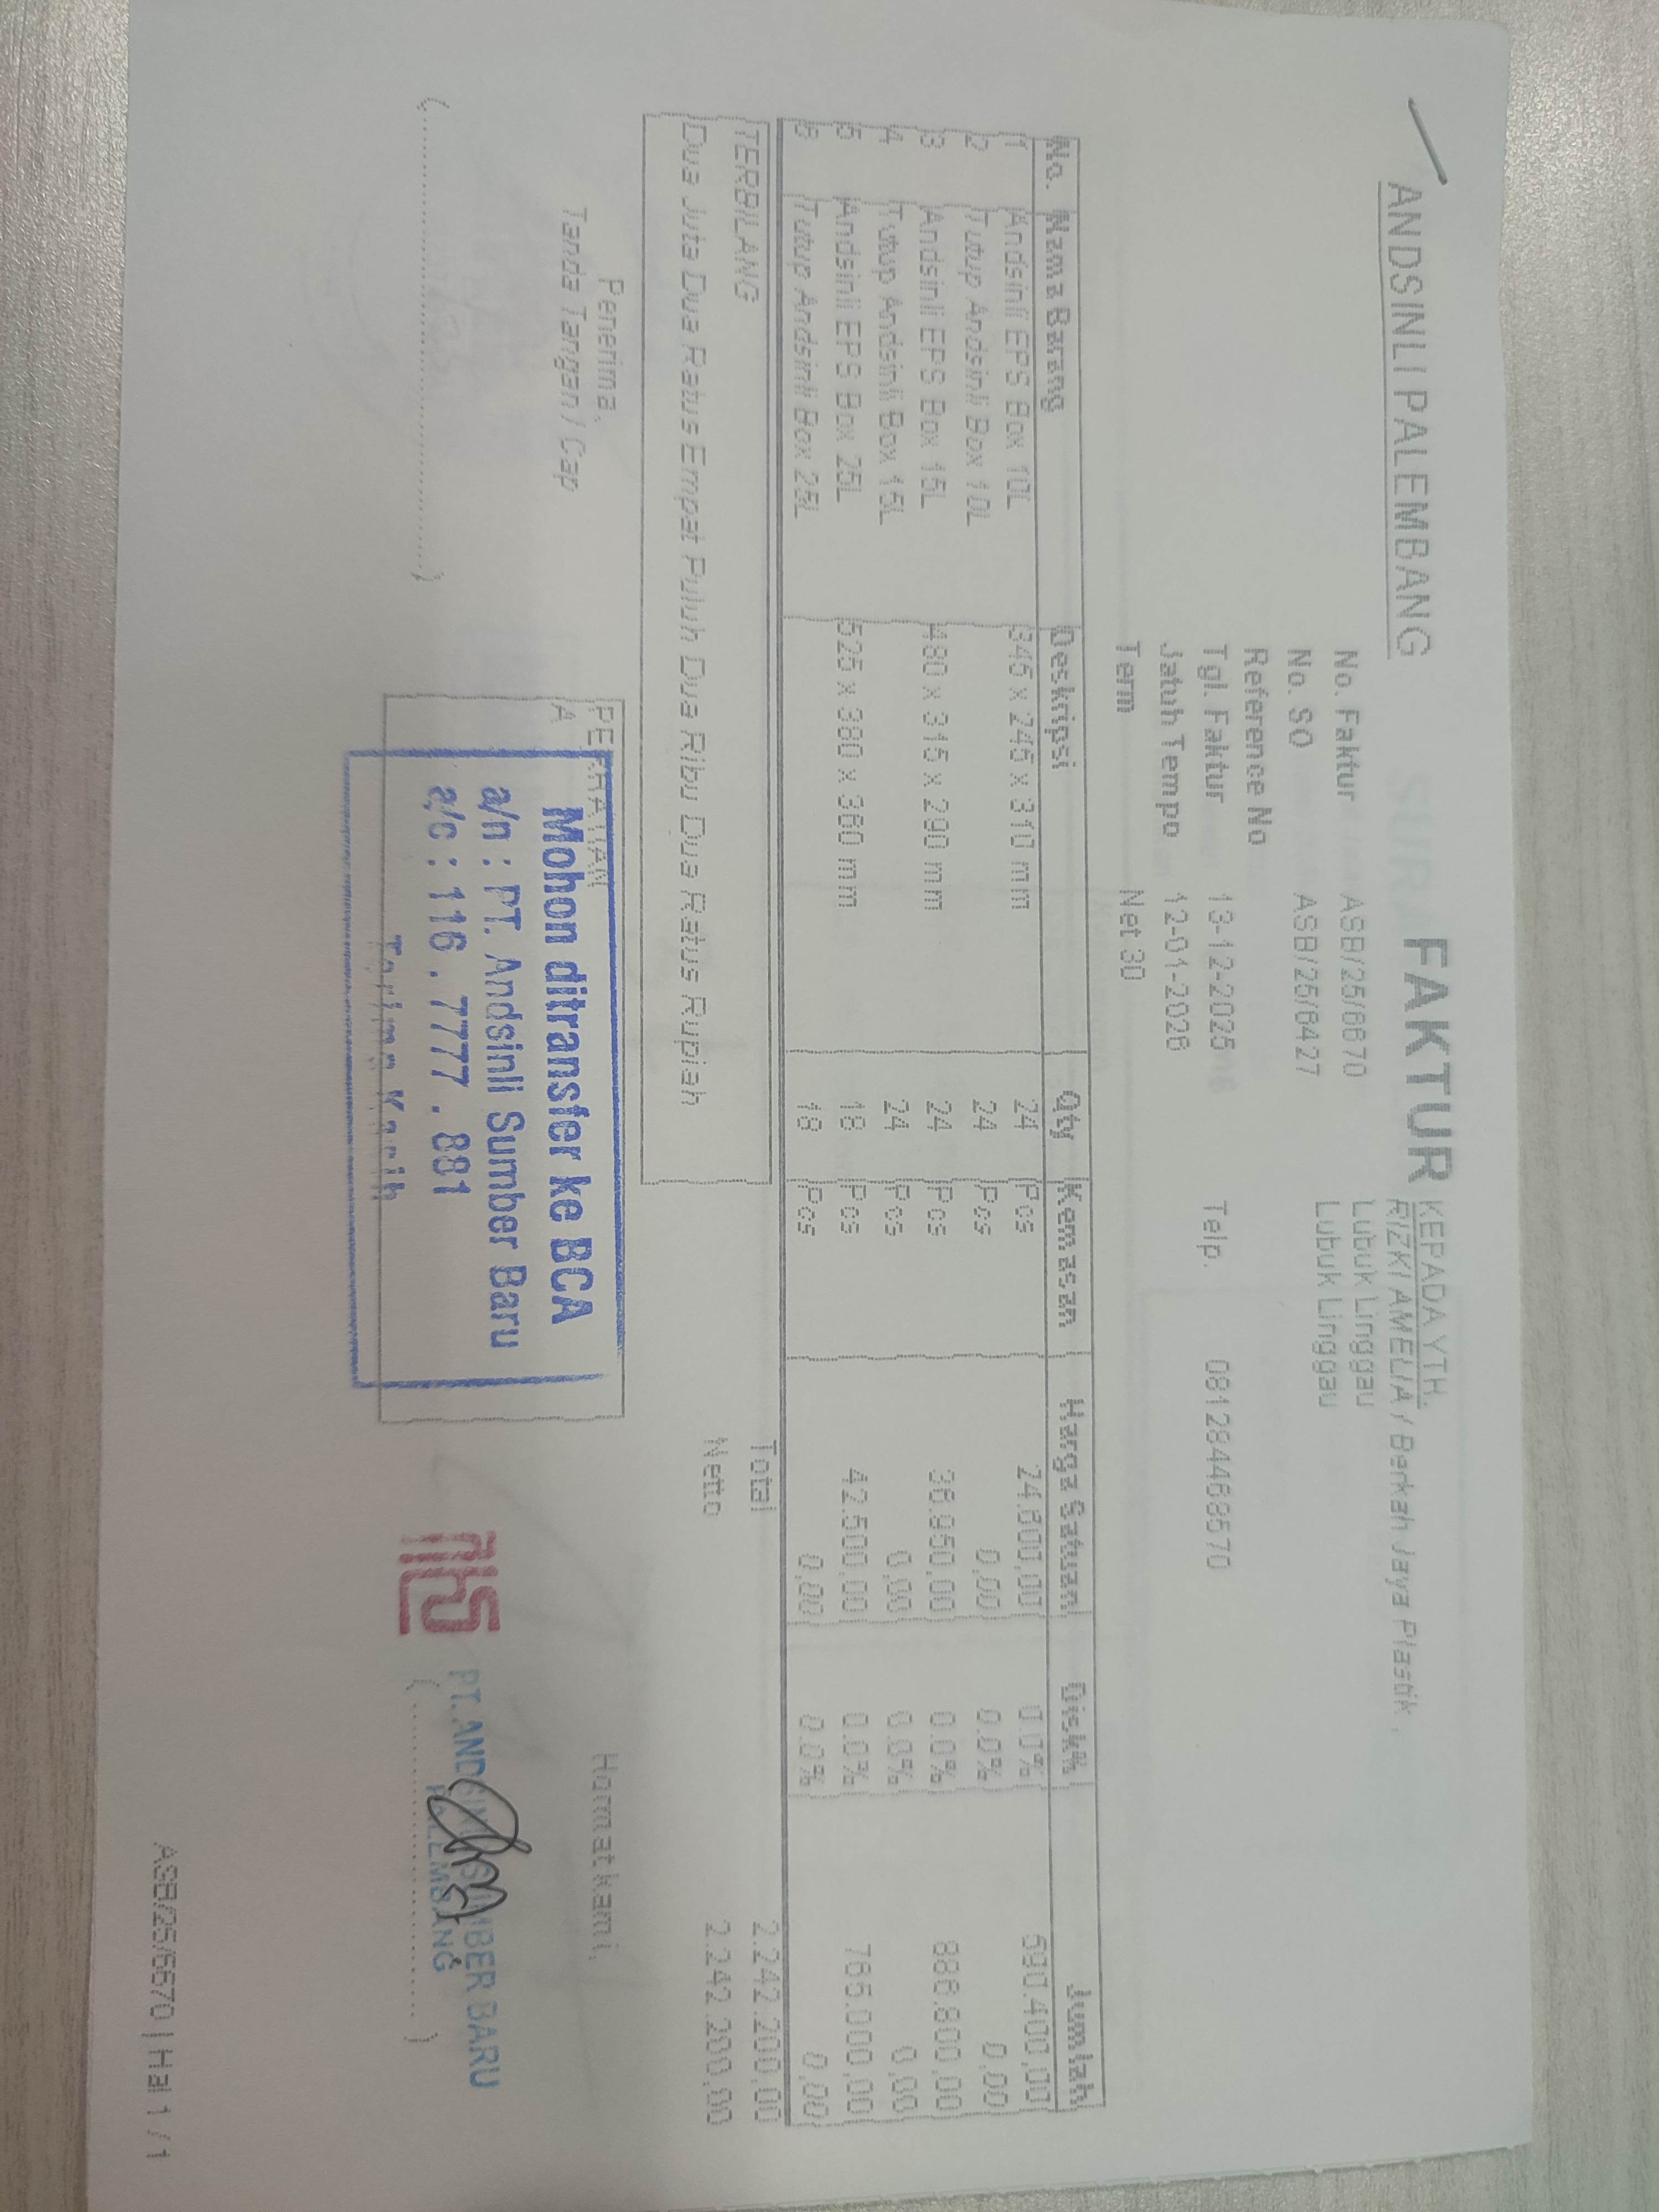 ANDSINLI PALEMBANG
FAKTUR
KEPADA YTH.
RIZKI AMELIA / Berkah Jaya Plastik .
Lubuk Linggau
Lubuk Linggau
No. Faktur ASB/25/6670
No. SO ASB/25/6427
Reference No
Tgl. Faktur 13-12-2025 Telp. 081284468570
Jatuh Tempo 12-01-2026
Term Net 30
No. Nama Barang Deskripsi Qty Kemasan Harga Satuan Disk% Jumlah
1 Andsinli EPS Box 10L 345 x 245 x 310 mm 24 Pcs 24.600,00 0.0% 590.400,00
2 Tutup Andsinli Box 10L 24 Pcs 0,00 0.0% 0,00
3 Andsinli EPS Box 15L 480 x 315 x 290 mm 24 Pcs 36.950,00 0.0% 886.800,00
4 Tutup Andsinli Box 15L 24 Pcs 0,00 0.0% 0,00
5 Andsinli EPS Box 25L 525 x 380 x 360 mm 18 Pcs 42.500,00 0.0% 765.000,00
6 Tutup Andsinli Box 25L 18 Pcs 0,00 0.0% 0,00
TERBILANG
Dua Juta Dua Ratus Empat Puluh Dua Ribu Dua Ratus Rupiah
Total 2.242.200,00
Netto 2.242.200,00
Penerima,
Tanda Tangan / Cap
(........................)
PERHATIAN
A
Mohon ditransfer ke BCA
a/n : PT. Andsinli Sumber Baru
a/c : 116 . 7777 . 881
Terima Kasih
Hormat kami,
PT. ANDSINLI SUMBER BARU
PALEMBANG
(........................)
ASB/25/6670 | Hal 1 / 1